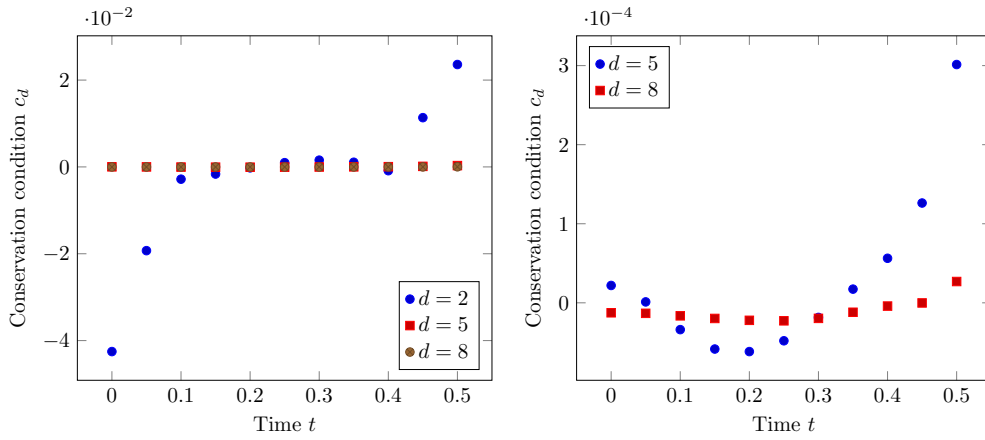 ·10⁻²
2
0
−2
−4
Conservation condition c_d
d = 2
d = 5
d = 8
0 0.1 0.2 0.3 0.4 0.5
Time t
·10⁻⁴
3
2
1
0
Conservation condition c_d
d = 5
d = 8
0 0.1 0.2 0.3 0.4 0.5
Time t